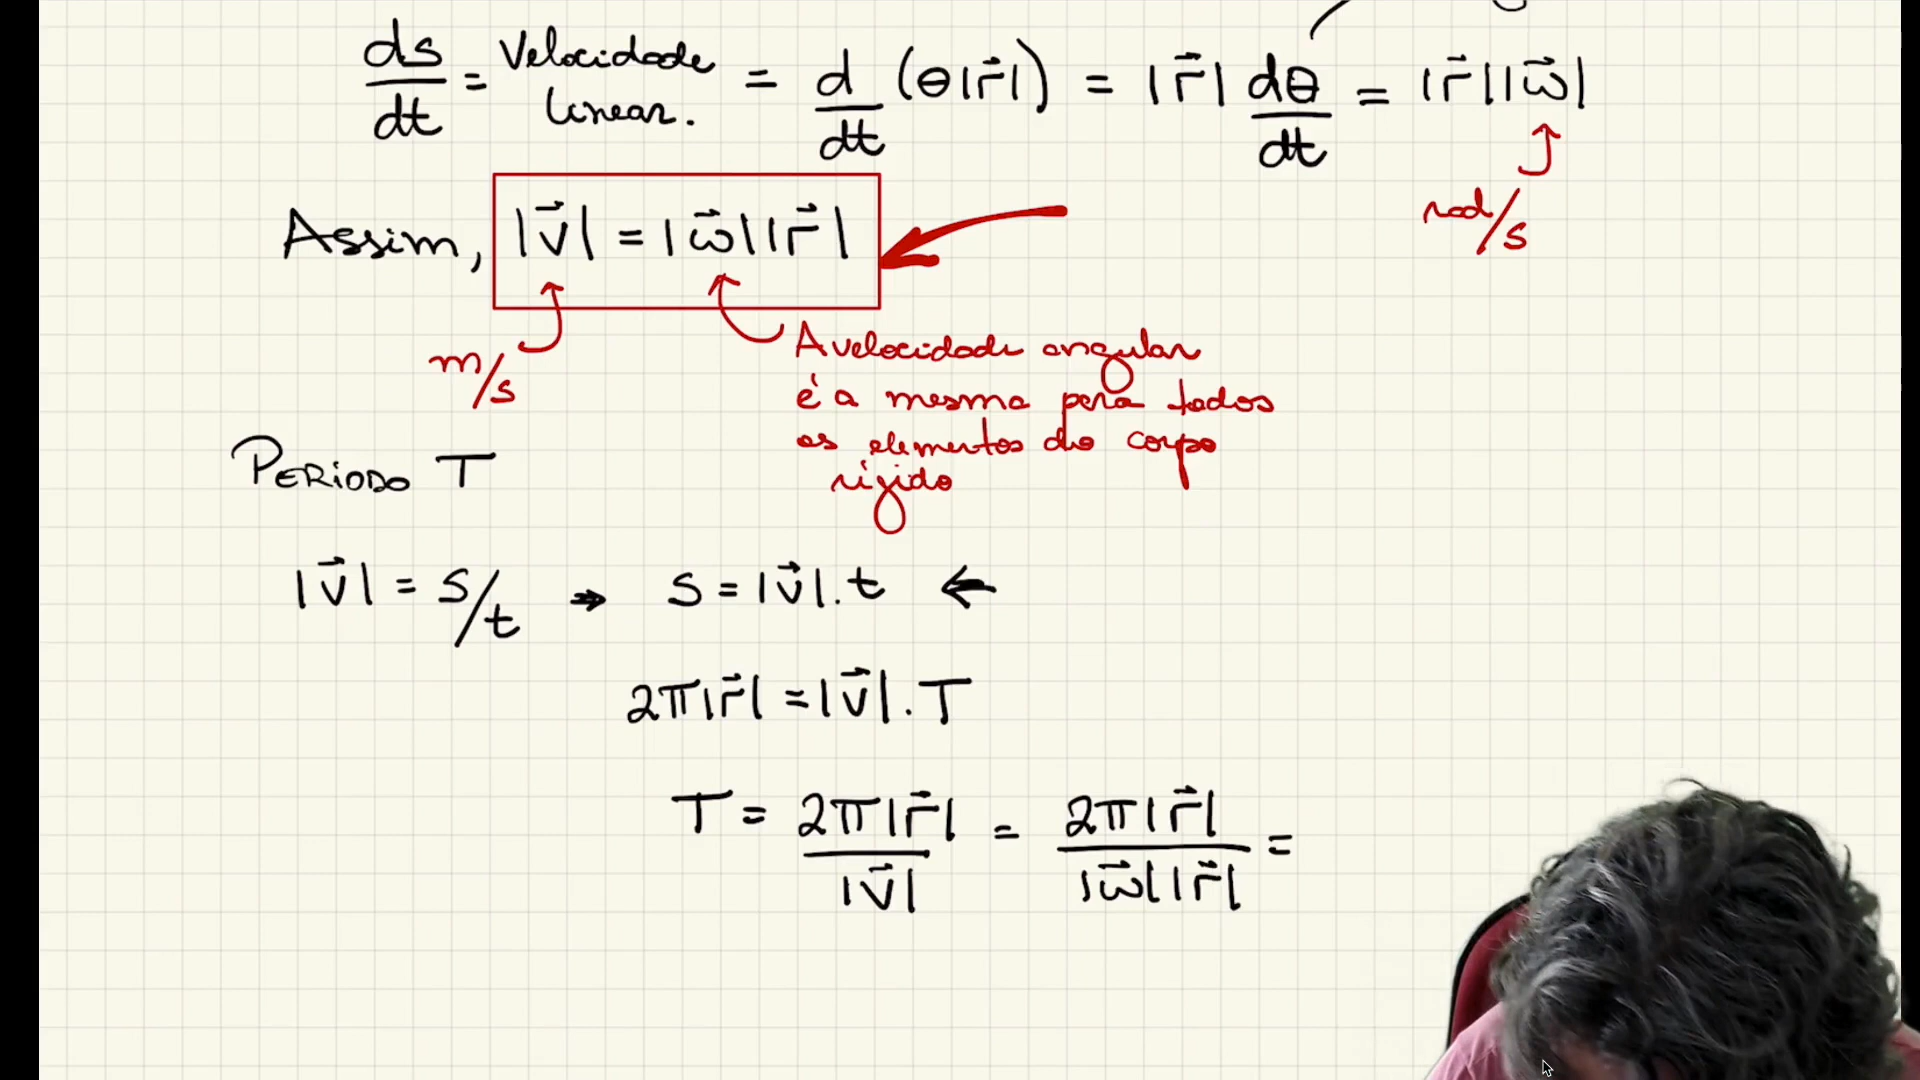 ds/dt = Velocidade linear. = d/dt (θ|r⃗|) = |r⃗| dθ/dt = |r⃗||ω⃗|
rad/s
Assim, |v⃗| = |ω⃗||r⃗|
m/s
A velocidade angular
é a mesma para todos
os elementos do corpo
rígido
PERÍODO T
|v⃗| = s/t → s = |v⃗|.t ←
2π|r⃗| = |v⃗|.T
T = 2π|r⃗|/|v⃗| = 2π|r⃗|/|ω⃗||r⃗| =